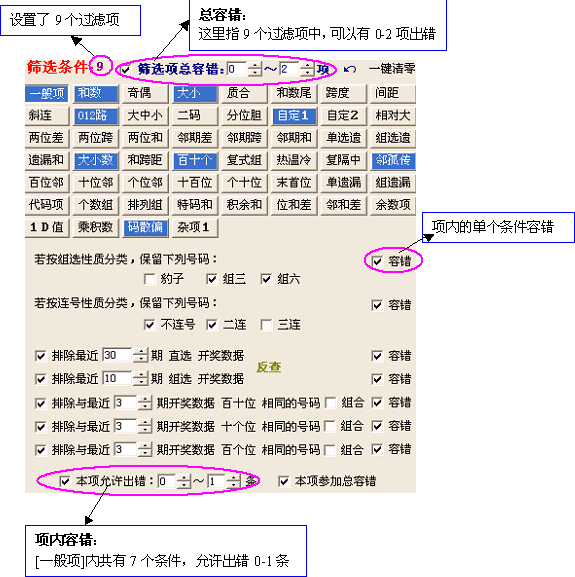 设置了 9 个过滤项
总容错：
这里指 9 个过滤项中，可以有 0-2 项出错
筛选条件: 9 筛选项总容错: 0 ～ 2 项 一键清零
一般项 和数 奇偶 大小 质合 和数尾 跨度 间距
斜连 012路 大中小 二码 分位胆 自定1 自定2 相对大
两位差 两位跨 两位和 邻期差 邻期跨 邻期和 单选遗 组选遗
遗漏和 大小数 和跨距 百十个 复式组 热温冷 复隔中 邻孤传
百位邻 十位邻 个位邻 十百位 个十位 末首位 单遗漏 组遗漏
代码项 个数组 排列组 特码和 积余和 位和差 邻和差 余数项
1 D 值 乘积数 码散偏 杂项1
项内的单个条件容错
若按组选性质分类，保留下列号码： 容错
豹子 组三 组六
若按连号性质分类，保留下列号码： 容错
不连号 二连 三连
排除最近 30 期 直选 开奖数据 容错
反查
排除最近 10 期 组选 开奖数据 容错
排除与最近 3 期开奖数据 百十位 相同的号码 组合 容错
排除与最近 3 期开奖数据 十个位 相同的号码 组合 容错
排除与最近 3 期开奖数据 百个位 相同的号码 组合 容错
本项允许出错: 0 ～ 1 条 本项参加总容错
项内容错：
[一般项]内共有 7 个条件，允许出错 0-1 条